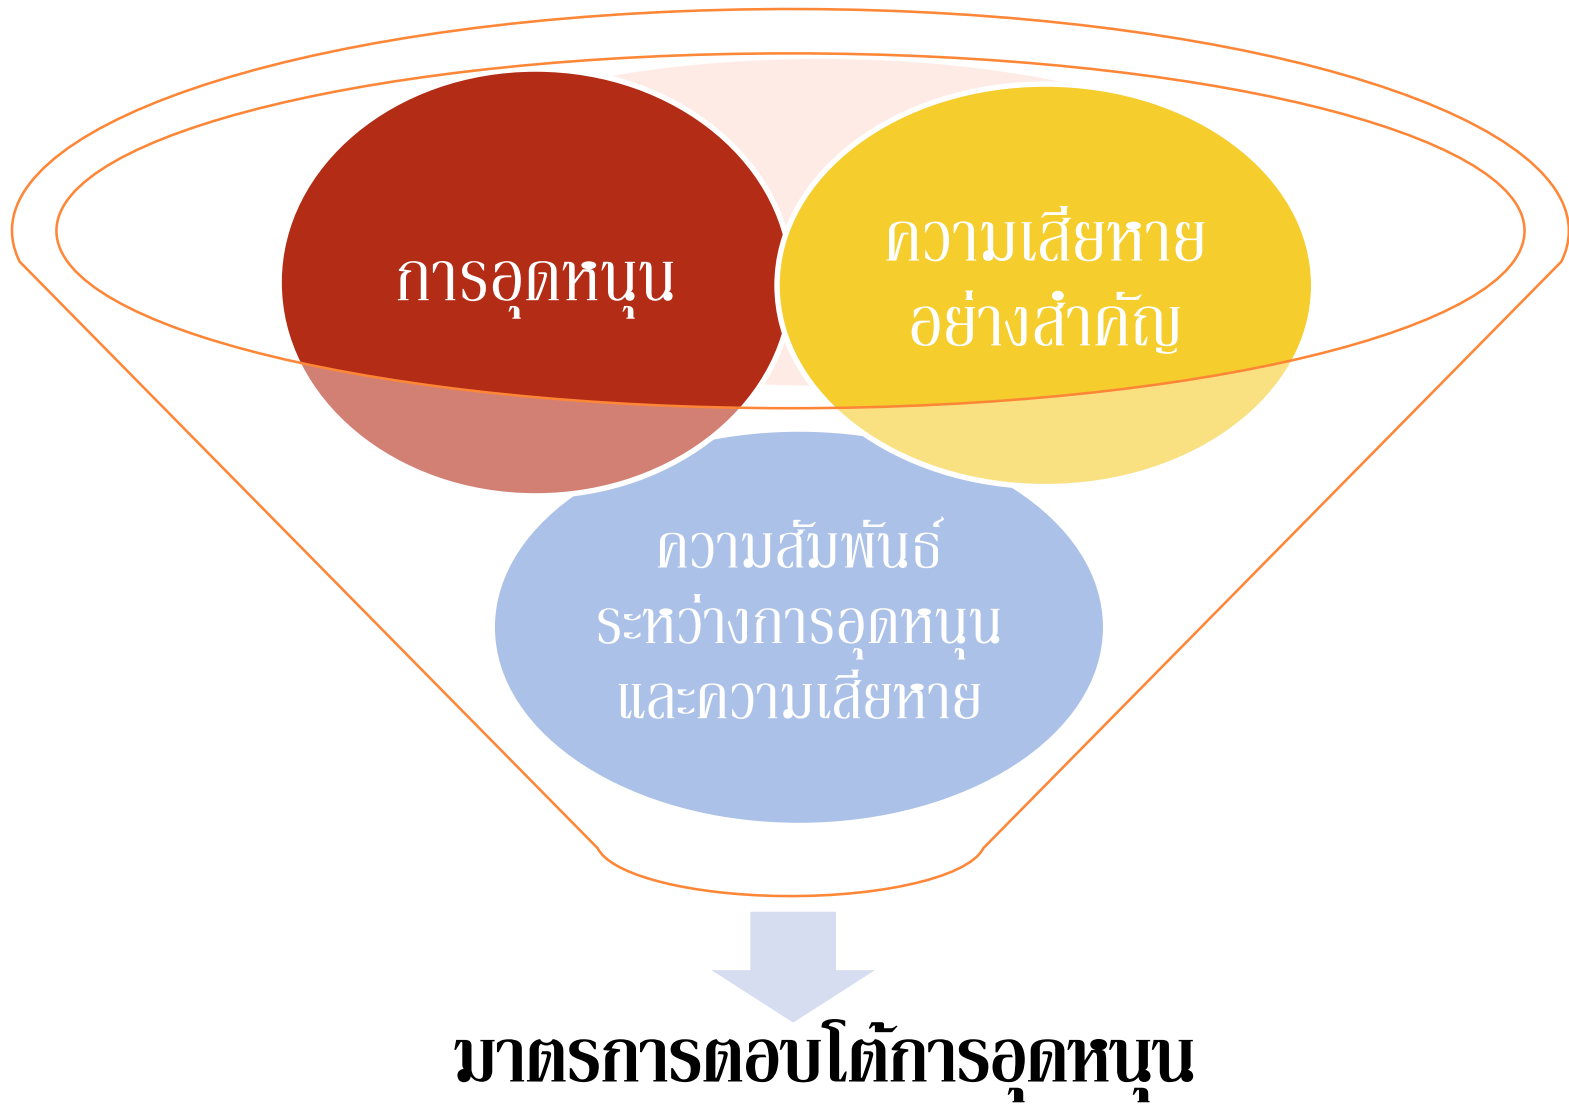 การอุดหนุน
ความเสียหาย
อย่างสำคัญ
ความสัมพันธ์
ระหว่างการอุดหนุน
และความเสียหาย
มาตรการตอบโต้การอุดหนุน